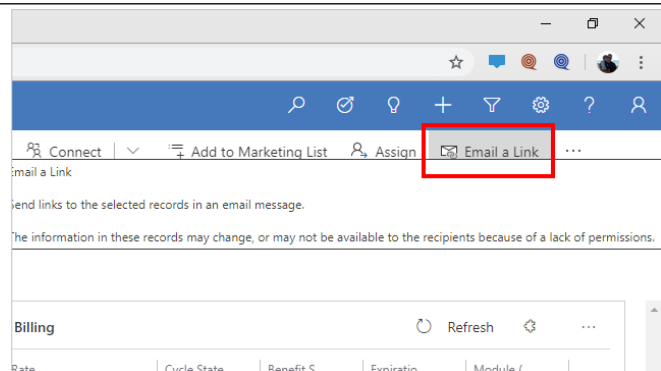 Connect Add to Marketing List Assign Email a Link ...
Email a Link
Send links to the selected records in an email message.
The information in these records may change, or may not be available to the recipients because of a lack of permissions.
Billing Refresh ...
Rate Cycle State Benefit S Expiratio Module (